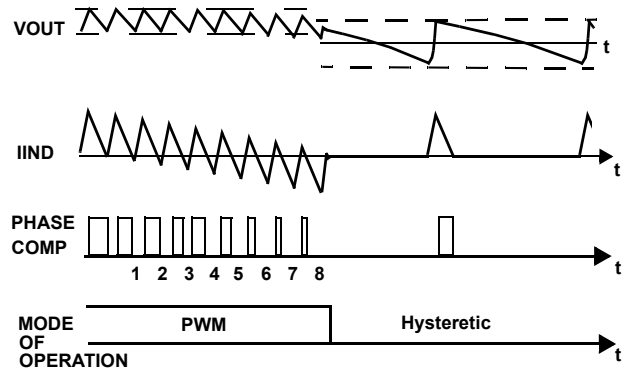 VOUT
t
IIND
t
PHASE
COMP
1 2 3 4 5 6 7 8
t
MODE
OF
OPERATION
PWM
Hysteretic
t